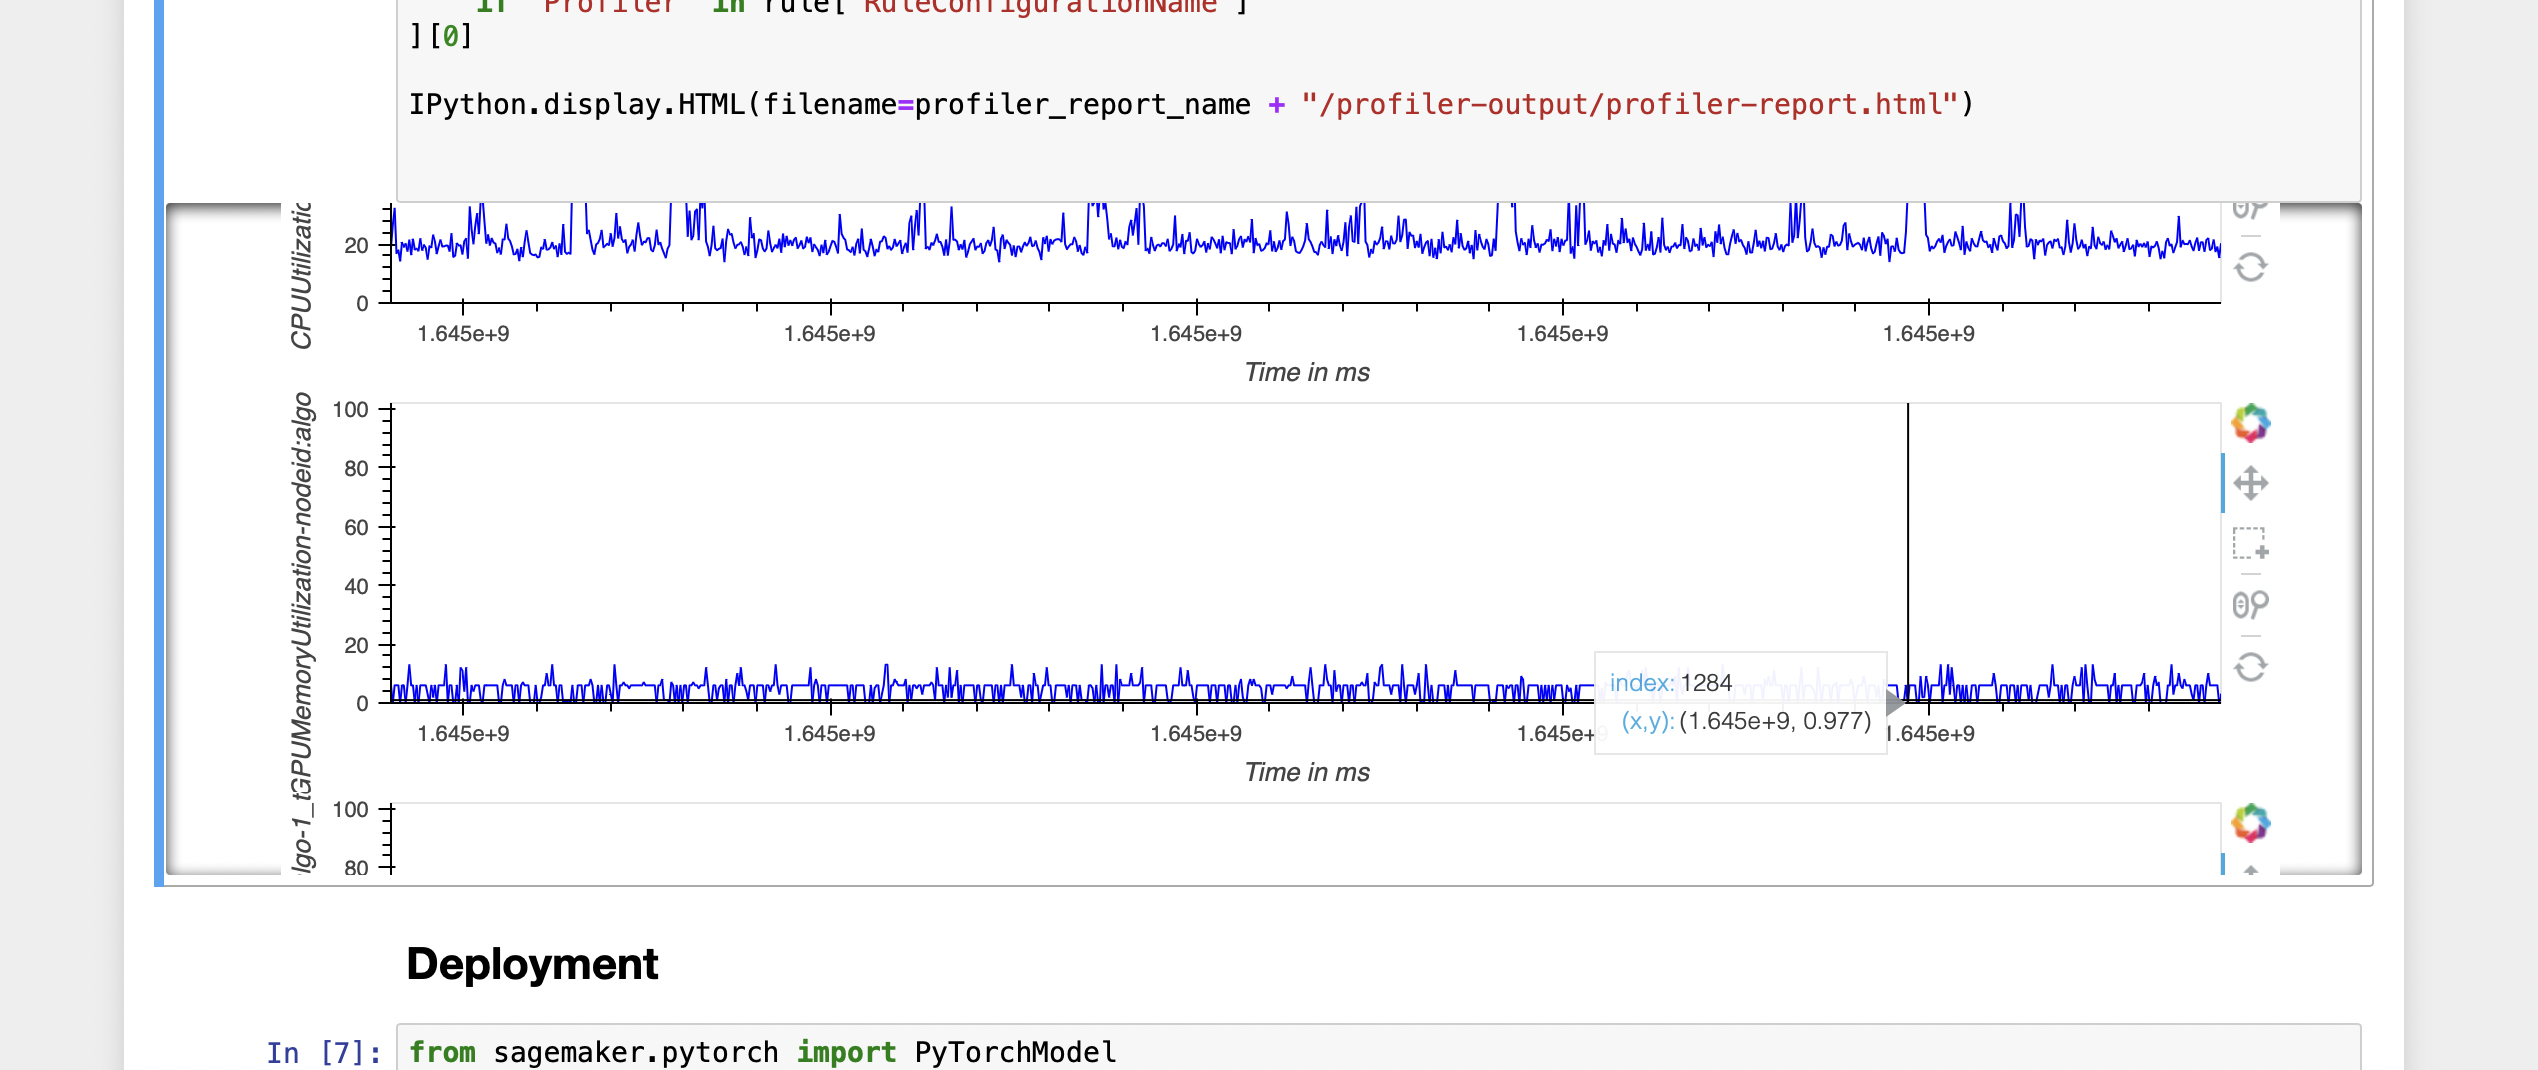 if "Profiler" in rule["RuleConfigurationName"]
][0]
IPython.display.HTML(filename=profiler_report_name + "/profiler-output/profiler-report.html")
20
0
1.645e+9 1.645e+9 1.645e+9 1.645e+9 1.645e+9
Time in ms
100
80
60
40
20
0
GPUMemoryUtilization-nodeid:algo
index: 1284
(x,y): (1.645e+9, 0.977)
1.645e+9 1.645e+9 1.645e+9 1.645e+9 1.645e+9
Time in ms
100
80
Deployment
In [7]: from sagemaker.pytorch import PyTorchModel